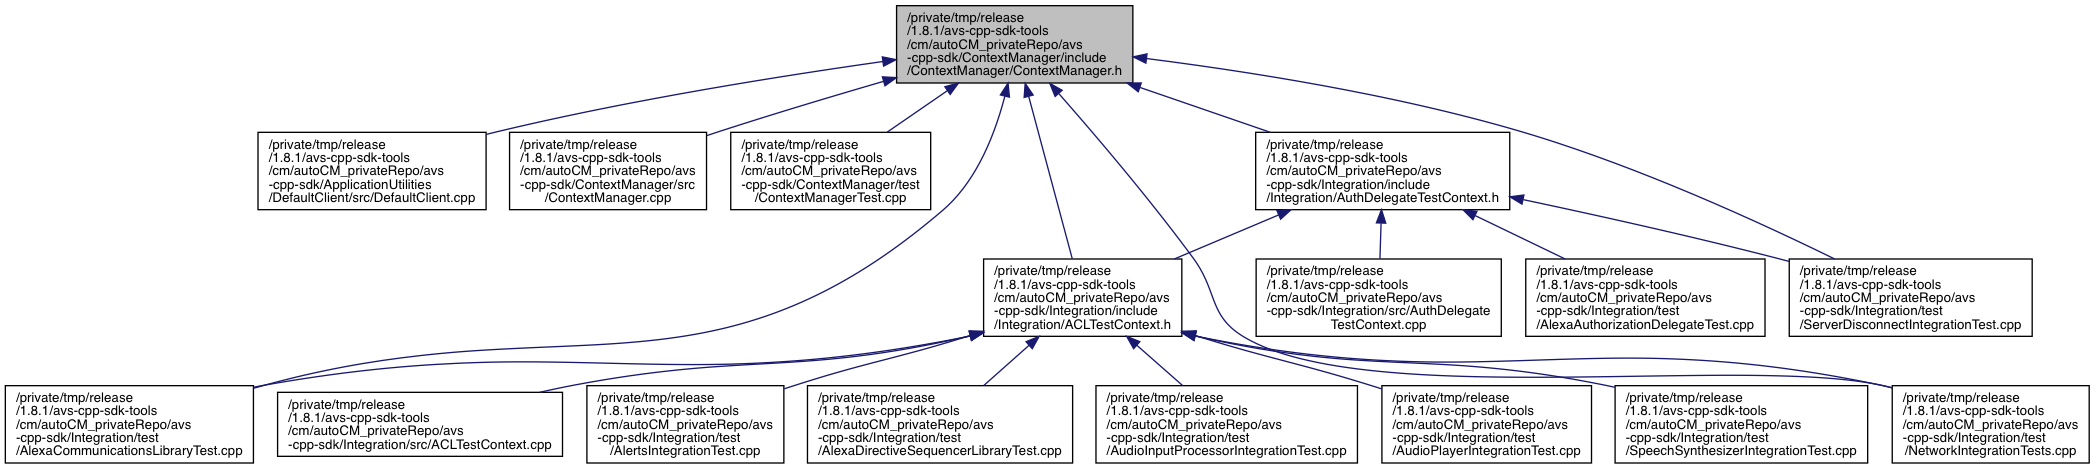 /private/tmp/release
/1.8.1/avs-cpp-sdk-tools
/cm/autoCM_privateRepo/avs
-cpp-sdk/ContextManager/include
/ContextManager/ContextManager.h
/private/tmp/release
/1.8.1/avs-cpp-sdk-tools
/cm/autoCM_privateRepo/avs
-cpp-sdk/ApplicationUtilities
/DefaultClient/src/DefaultClient.cpp
/private/tmp/release
/1.8.1/avs-cpp-sdk-tools
/cm/autoCM_privateRepo/avs
-cpp-sdk/ContextManager/src
/ContextManager.cpp
/private/tmp/release
/1.8.1/avs-cpp-sdk-tools
/cm/autoCM_privateRepo/avs
-cpp-sdk/ContextManager/test
/ContextManagerTest.cpp
/private/tmp/release
/1.8.1/avs-cpp-sdk-tools
/cm/autoCM_privateRepo/avs
-cpp-sdk/Integration/include
/Integration/AuthDelegateTestContext.h
/private/tmp/release
/1.8.1/avs-cpp-sdk-tools
/cm/autoCM_privateRepo/avs
-cpp-sdk/Integration/include
/Integration/ACLTestContext.h
/private/tmp/release
/1.8.1/avs-cpp-sdk-tools
/cm/autoCM_privateRepo/avs
-cpp-sdk/Integration/src/AuthDelegate
TestContext.cpp
/private/tmp/release
/1.8.1/avs-cpp-sdk-tools
/cm/autoCM_privateRepo/avs
-cpp-sdk/Integration/test
/AlexaAuthorizationDelegateTest.cpp
/private/tmp/release
/1.8.1/avs-cpp-sdk-tools
/cm/autoCM_privateRepo/avs
-cpp-sdk/Integration/test
/ServerDisconnectIntegrationTest.cpp
/private/tmp/release
/1.8.1/avs-cpp-sdk-tools
/cm/autoCM_privateRepo/avs
-cpp-sdk/Integration/test
/AlexaCommunicationsLibraryTest.cpp
/private/tmp/release
/1.8.1/avs-cpp-sdk-tools
/cm/autoCM_privateRepo/avs
-cpp-sdk/Integration/src/ACLTestContext.cpp
/private/tmp/release
/1.8.1/avs-cpp-sdk-tools
/cm/autoCM_privateRepo/avs
-cpp-sdk/Integration/test
/AlertsIntegrationTest.cpp
/private/tmp/release
/1.8.1/avs-cpp-sdk-tools
/cm/autoCM_privateRepo/avs
-cpp-sdk/Integration/test
/AlexaDirectiveSequencerLibraryTest.cpp
/private/tmp/release
/1.8.1/avs-cpp-sdk-tools
/cm/autoCM_privateRepo/avs
-cpp-sdk/Integration/test
/AudioInputProcessorIntegrationTest.cpp
/private/tmp/release
/1.8.1/avs-cpp-sdk-tools
/cm/autoCM_privateRepo/avs
-cpp-sdk/Integration/test
/AudioPlayerIntegrationTest.cpp
/private/tmp/release
/1.8.1/avs-cpp-sdk-tools
/cm/autoCM_privateRepo/avs
-cpp-sdk/Integration/test
/SpeechSynthesizerIntegrationTest.cpp
/private/tmp/release
/1.8.1/avs-cpp-sdk-tools
/cm/autoCM_privateRepo/avs
-cpp-sdk/Integration/test
/NetworkIntegrationTests.cpp